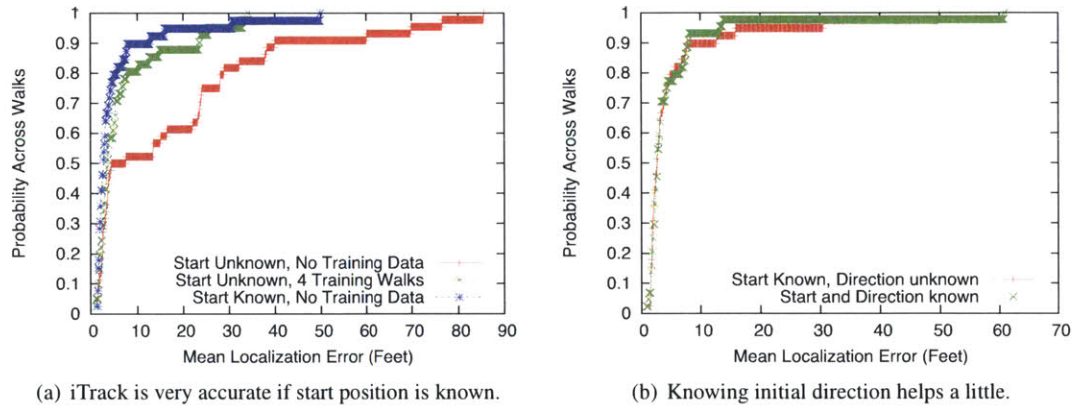 1
0.9
0.8
0.7
0.6
0.5
0.4
0.3
0.2
0.1
0
Probability Across Walks
Start Unknown, No Training Data
Start Unknown, 4 Training Walks
Start Known, No Training Data
0 10 20 30 40 50 60 70 80 90
Mean Localization Error (Feet)
(a) iTrack is very accurate if start position is known.
1
0.9
0.8
0.7
0.6
0.5
0.4
0.3
0.2
0.1
0
Probability Across Walks
Start Known, Direction unknown
Start and Direction known
0 10 20 30 40 50 60 70
Mean Localization Error (Feet)
(b) Knowing initial direction helps a little.